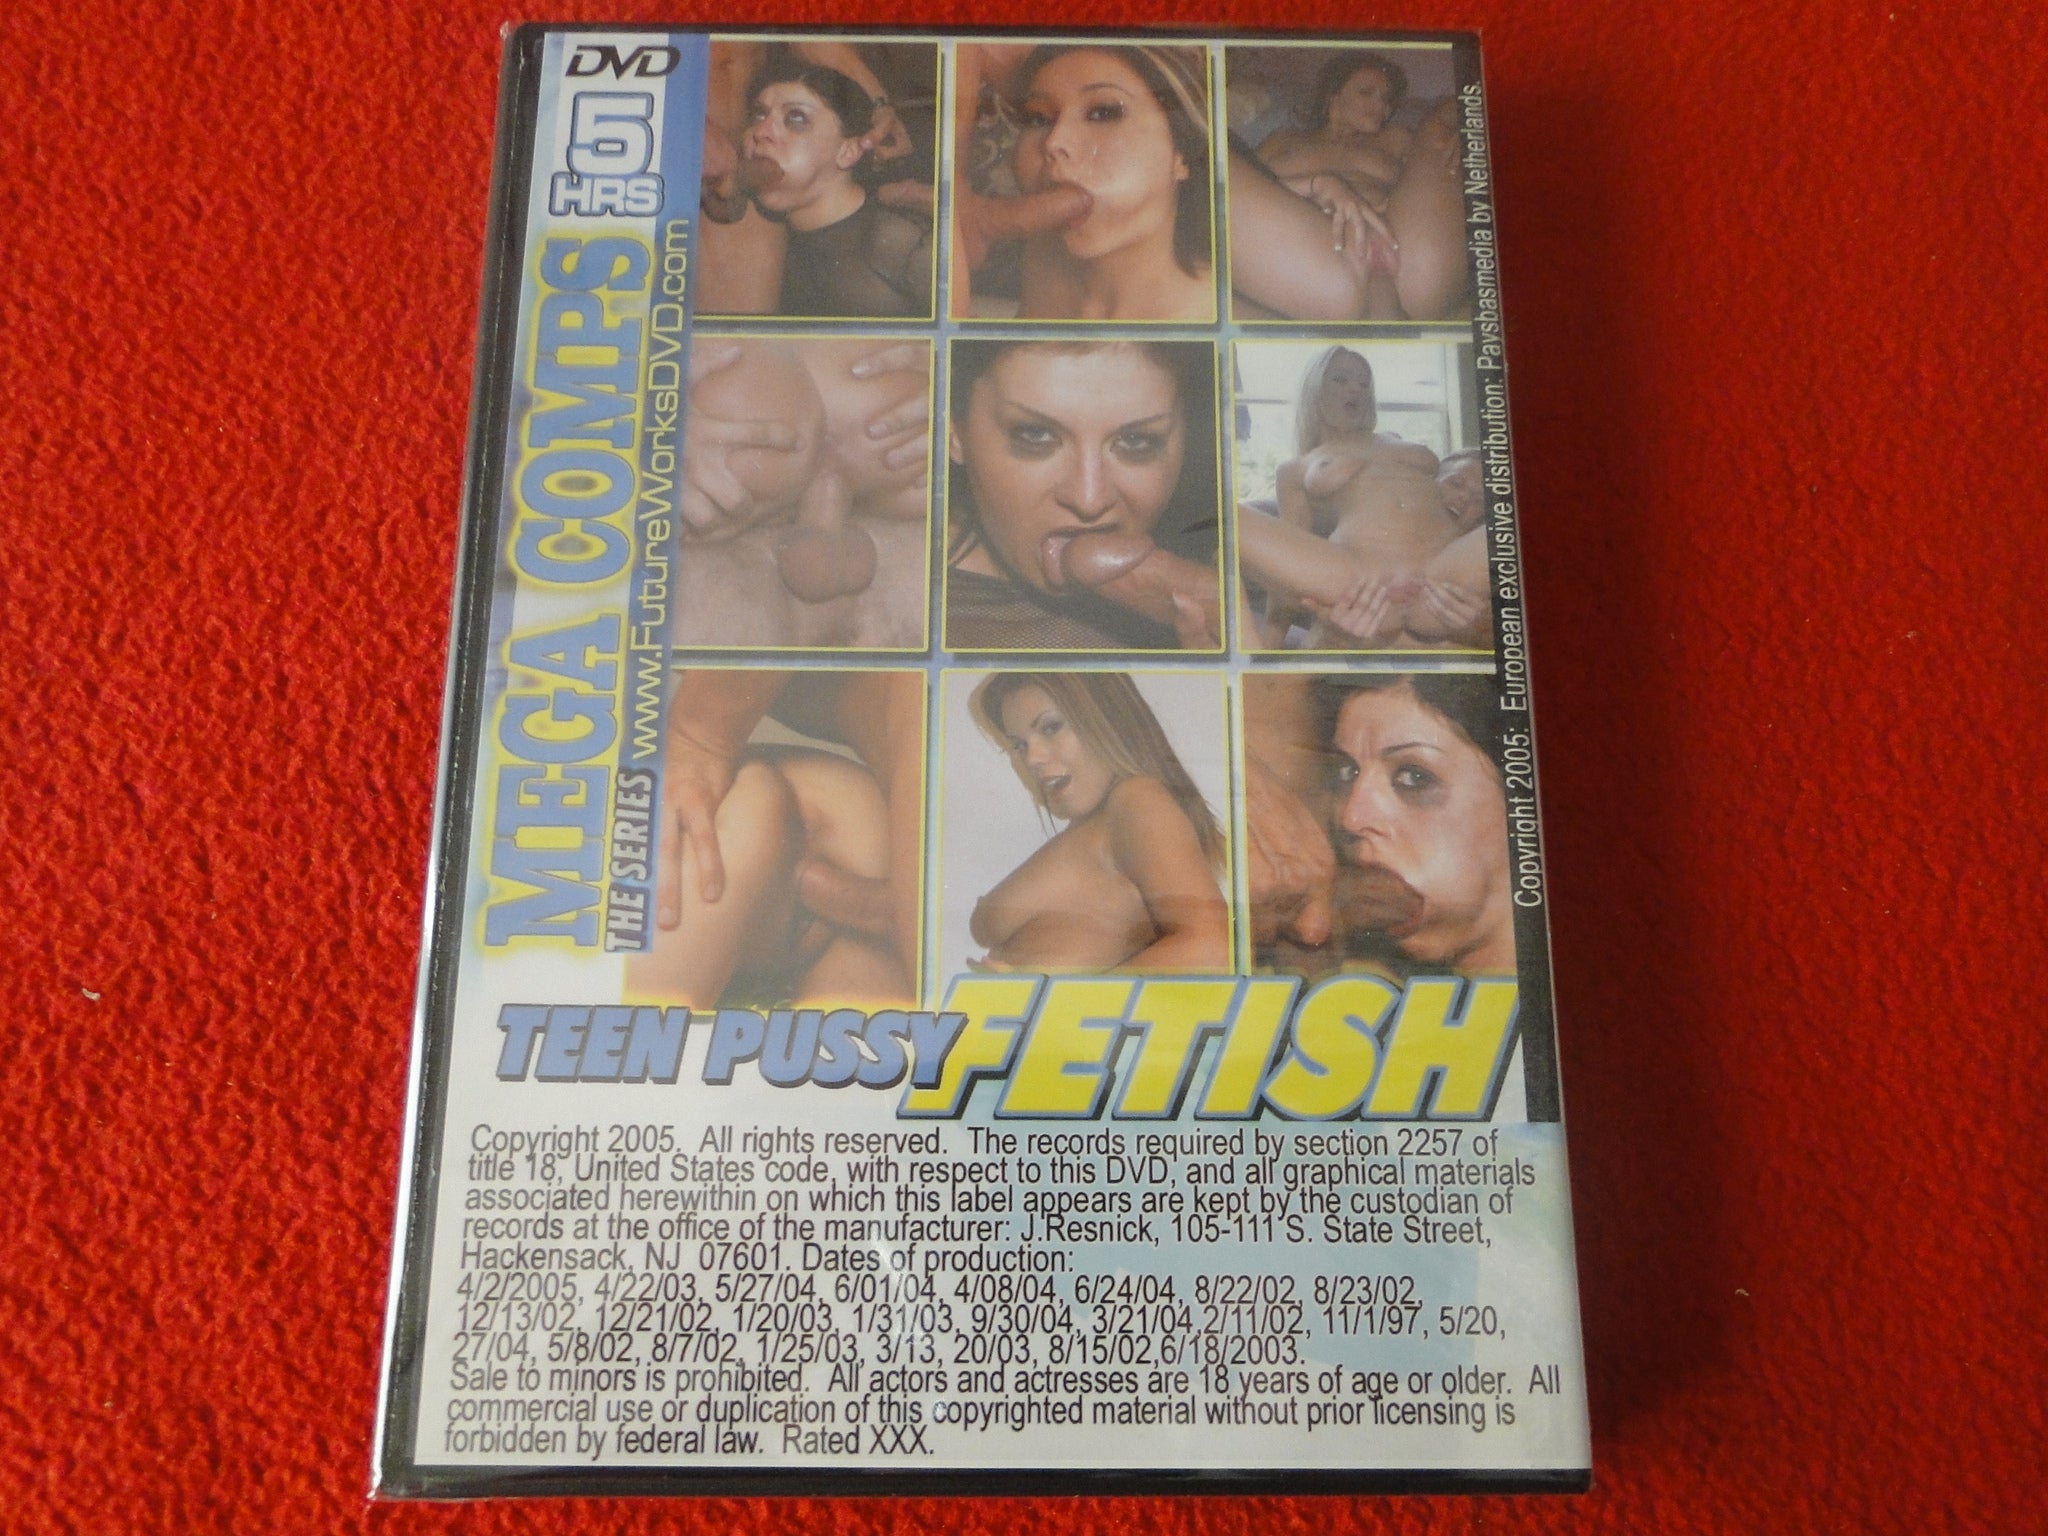 DVD
5
HRS
MEGA COMPS
THE SERIES
www.FutureWorksDVD.com
Copyright 2005: European exclusive distribution: Paysbasmedia by Netherlands.
TEEN PUSSY FETISH
Copyright 2005. All rights reserved. The records required by section 2257 of
title 18, United States code, with respect to this DVD, and all graphical materials
associated herewithin on which this label appears are kept by the custodian of
records at the office of the manufacturer: J.Resnick, 105-111 S. State Street,
Hackensack, NJ 07601. Dates of production:
4/2/2005, 4/22/03, 5/27/04, 6/01/04, 4/08/04, 6/24/04, 8/22/02, 8/23/02,
12/13/02, 12/21/02, 1/20/03, 1/31/03, 9/30/04, 3/21/04,2/11/02, 11/1/97, 5/20,
27/04, 5/8/02, 8/7/02, 1/25/03, 3/13, 20/03, 8/15/02,6/18/2003.
Sale to minors is prohibited. All actors and actresses are 18 years of age or older. All
commercial use or duplication of this copyrighted material without prior licensing is
forbidden by federal law. Rated XXX.